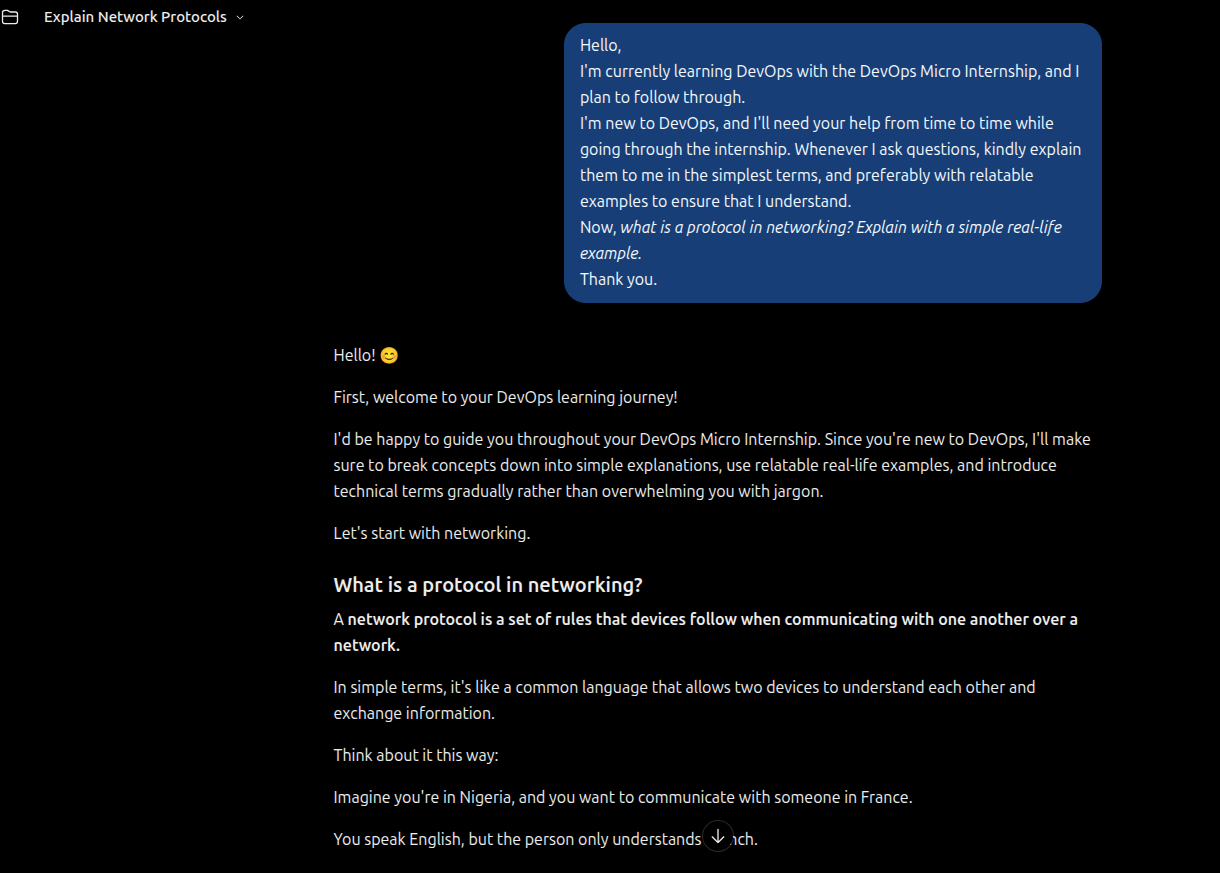 Explain Network Protocols
Hello,
I'm currently learning DevOps with the DevOps Micro Internship, and I
plan to follow through.
I'm new to DevOps, and I'll need your help from time to time while
going through the internship. Whenever I ask questions, kindly explain
them to me in the simplest terms, and preferably with relatable
examples to ensure that I understand.
Now, what is a protocol in networking? Explain with a simple real-life
example.
Thank you.
Hello! 😊
First, welcome to your DevOps learning journey!
I'd be happy to guide you throughout your DevOps Micro Internship. Since you're new to DevOps, I'll make
sure to break concepts down into simple explanations, use relatable real-life examples, and introduce
technical terms gradually rather than overwhelming you with jargon.
Let's start with networking.
What is a protocol in networking?
A network protocol is a set of rules that devices follow when communicating with one another over a
network.
In simple terms, it's like a common language that allows two devices to understand each other and
exchange information.
Think about it this way:
Imagine you're in Nigeria, and you want to communicate with someone in France.
You speak English, but the person only understands